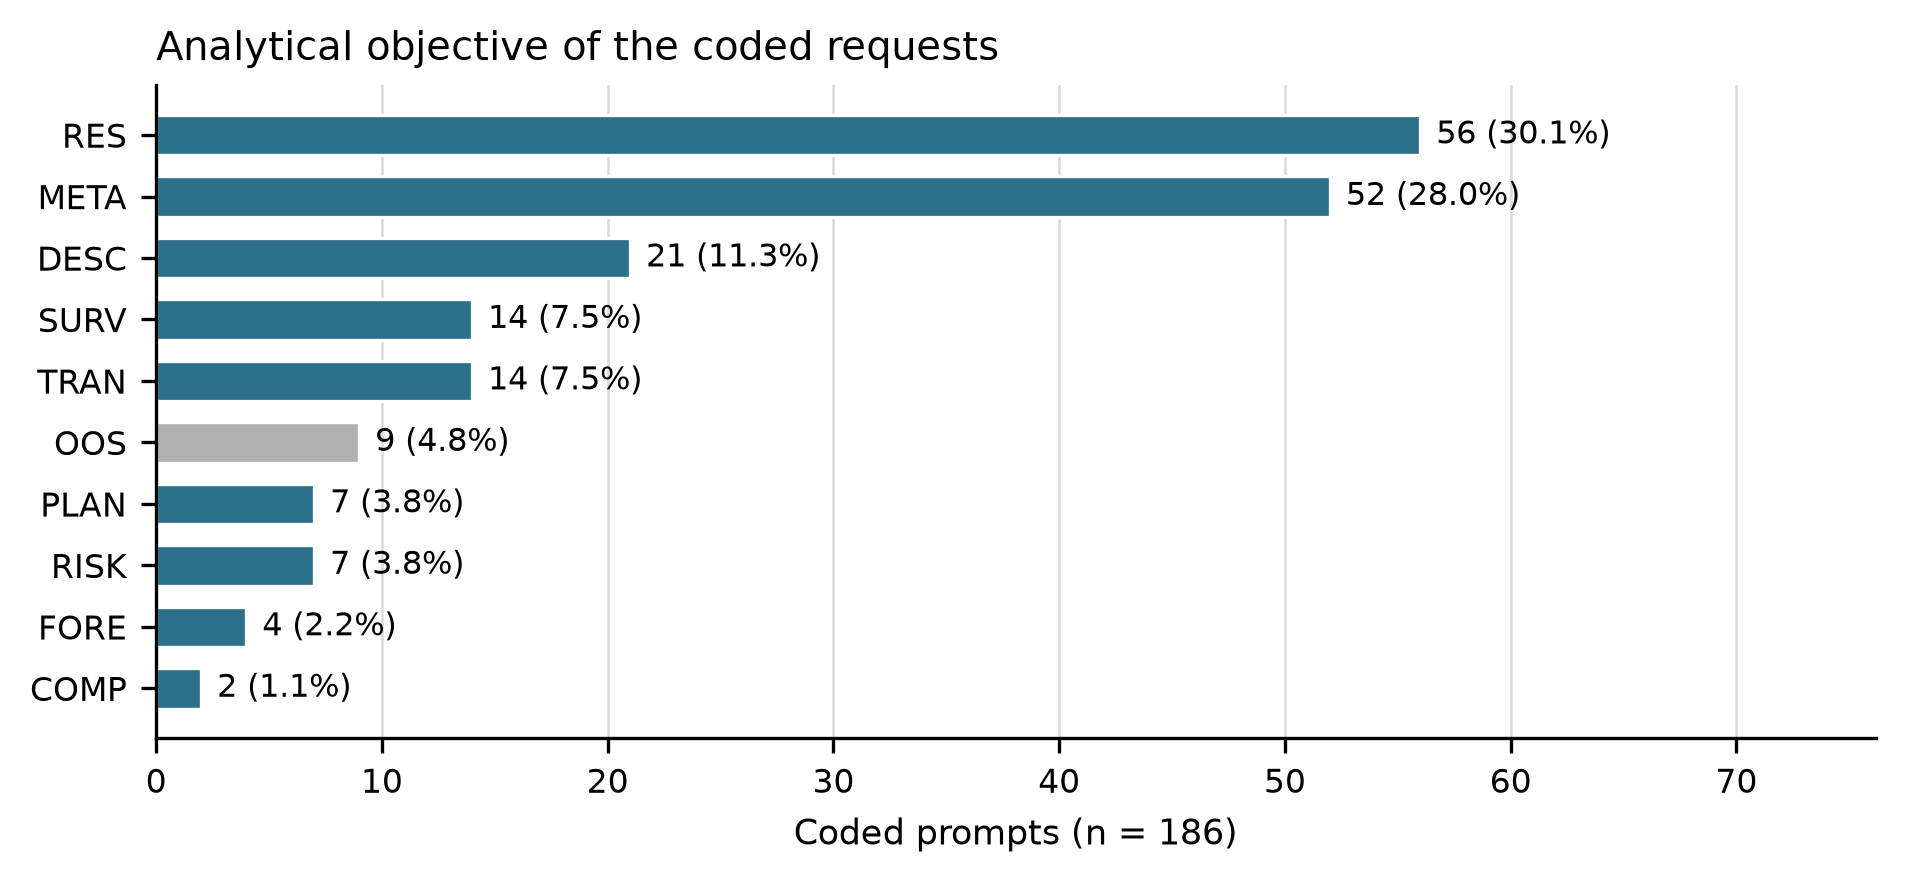 Analytical objective of the coded requests
RES 56 (30.1%)
META 52 (28.0%)
DESC 21 (11.3%)
SURV 14 (7.5%)
TRAN 14 (7.5%)
OOS 9 (4.8%)
PLAN 7 (3.8%)
RISK 7 (3.8%)
FORE 4 (2.2%)
COMP 2 (1.1%)
0 10 20 30 40 50 60 70
Coded prompts (n = 186)